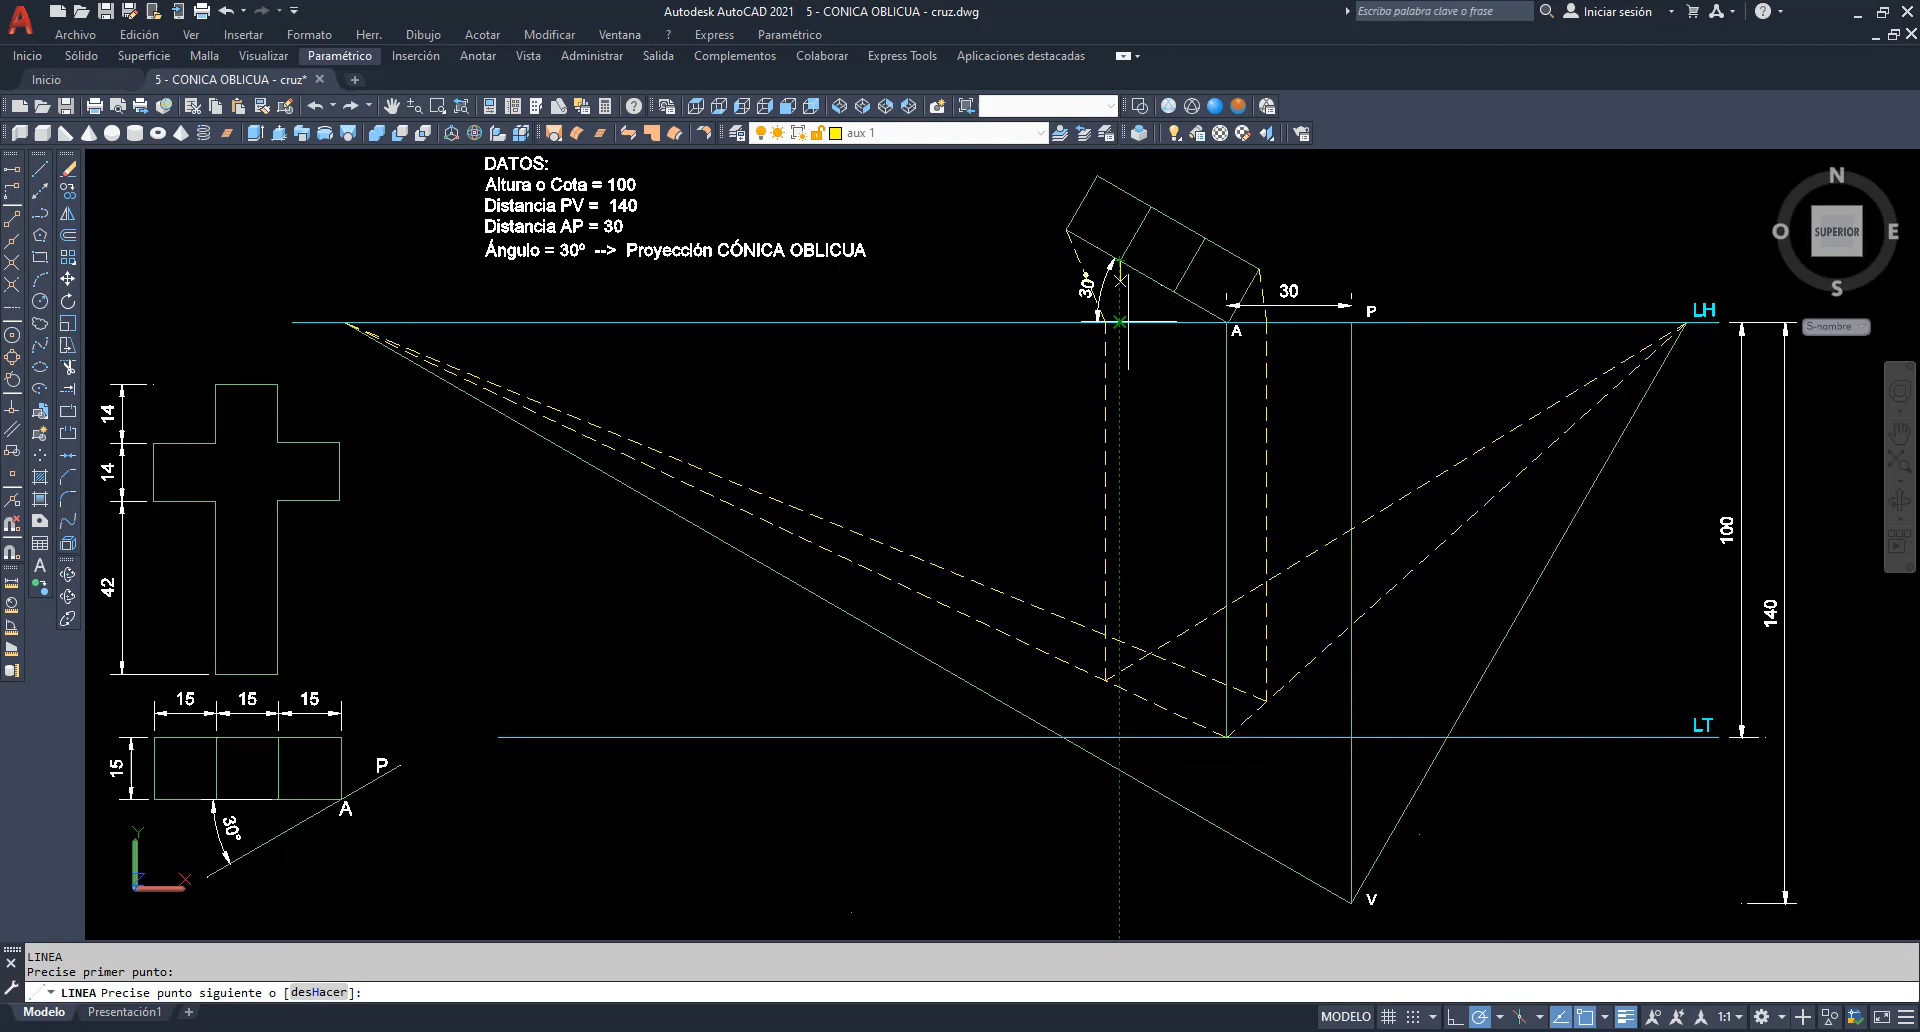 Autodesk AutoCAD 2021
5 - CONICA OBLICUA - cruz.dwg
Escriba palabra clave o frase
Iniciar sesión
Archivo Edición Ver Insertar Formato Herr. Dibujo Acotar Modificar Ventana ? Express Paramétrico
Inicio Sólido Superficie Malla Visualizar Paramétrico Inserción Anotar Vista Administrar Salida Complementos Colaborar Express Tools Aplicaciones destacadas
Inicio
5 - CONICA OBLICUA - cruz*
aux 1
DATOS:
Altura o Cota = 100
Distancia PV = 140
Distancia AP = 30
Ángulo = 30º --> Proyección CÓNICA OBLICUA
N
O SUPERIOR E
S
S-nombre
30°
30
P
A
LH
14
14
42
100
140
15 15 15
15
LT
P
A
30°
V
Y
X
Z
LINEA
Precise primer punto:
LINEA Precise punto siguiente o [desHacer]:
Modelo
Presentación1
MODELO
1:1